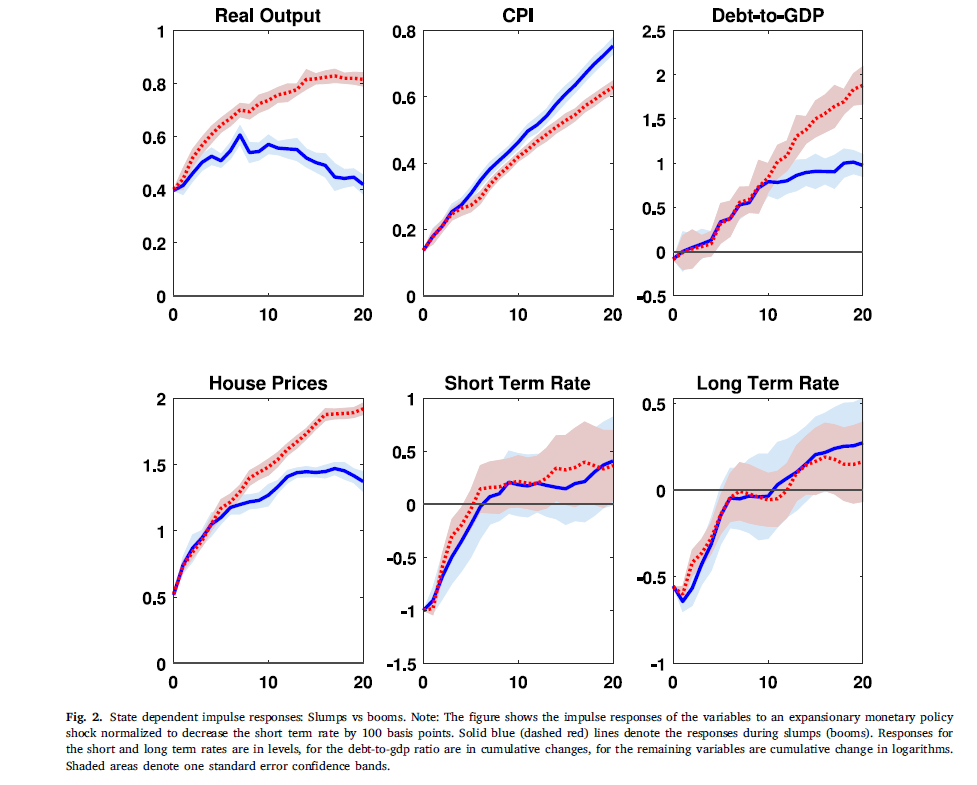 Real Output
CPI
Debt-to-GDP
1
0.8
0.6
0.4
0.2
0
0 10 20
0.8
0.6
0.4
0.2
0
0 10 20
2.5
2
1.5
1
0.5
0
-0.5
0 10 20
House Prices
Short Term Rate
Long Term Rate
2
1.5
1
0.5
0
0 10 20
1
0.5
0
-0.5
-1
-1.5
0 10 20
0.5
0
-0.5
-1
0 10 20
Fig. 2. State dependent impulse responses: Slumps vs booms. Note: The figure shows the impulse responses of the variables to an expansionary monetary policy
shock normalized to decrease the short term rate by 100 basis points. Solid blue (dashed red) lines denote the responses during slumps (booms). Responses for
the short and long term rates are in levels, for the debt-to-gdp ratio are in cumulative changes, for the remaining variables are cumulative change in logarithms.
Shaded areas denote one standard error confidence bands.